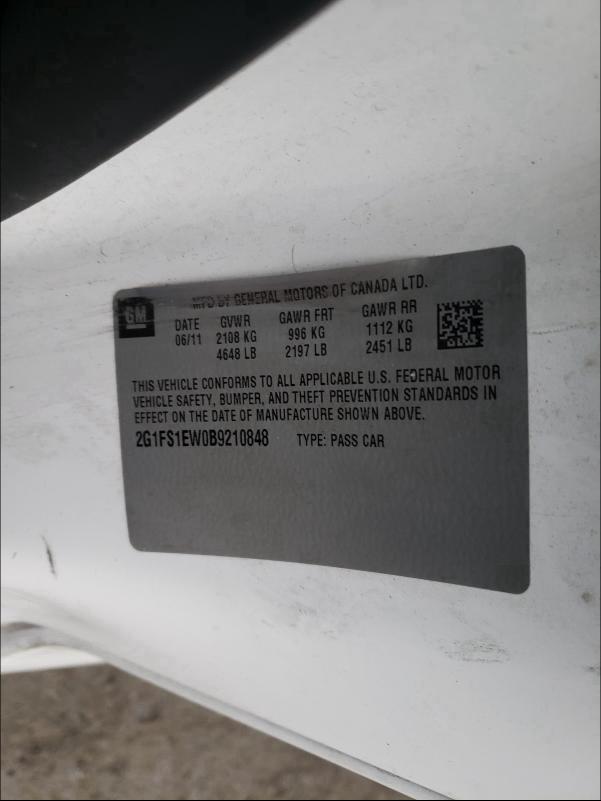 MFD BY GENERAL MOTORS OF CANADA LTD.
GM
DATE GVWR GAWR FRT GAWR RR
06/11 2108 KG 996 KG 1112 KG
4648 LB 2197 LB 2451 LB
THIS VEHICLE CONFORMS TO ALL APPLICABLE U.S. FEDERAL MOTOR
VEHICLE SAFETY, BUMPER, AND THEFT PREVENTION STANDARDS IN
EFFECT ON THE DATE OF MANUFACTURE SHOWN ABOVE.
2G1FS1EW0B9210848 TYPE: PASS CAR